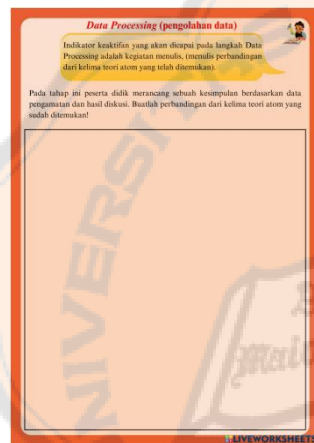 Data Processing (pengolahan data)
Indikator keaktifan yang akan dicapai pada langkah Data
Processing adalah kegiatan menulis, (menulis perbandingan
dari kelima teori atom yang telah ditemukan).
Pada tahap ini peserta didik merancang sebuah kesimpulan berdasarkan data
pengamatan dan hasil diskusi. Buatlah perbandingan dari kelima teori atom yang
sudah ditemukan!
LIVEWORKSHEETS